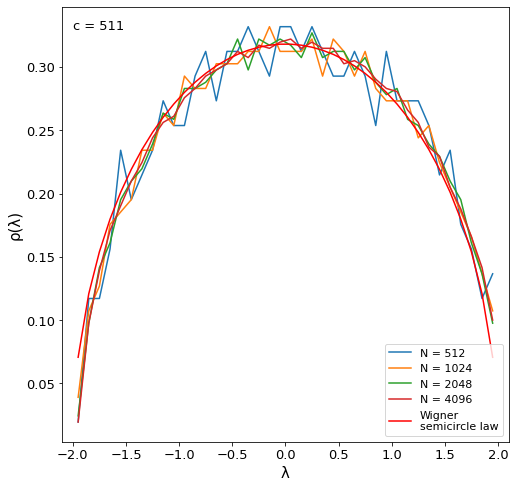 c = 511
ρ(λ)
0.30
0.25
0.20
0.15
0.10
0.05
−2.0 −1.5 −1.0 −0.5 0.0 0.5 1.0 1.5 2.0
λ
N = 512
N = 1024
N = 2048
N = 4096
Wigner
semicircle law